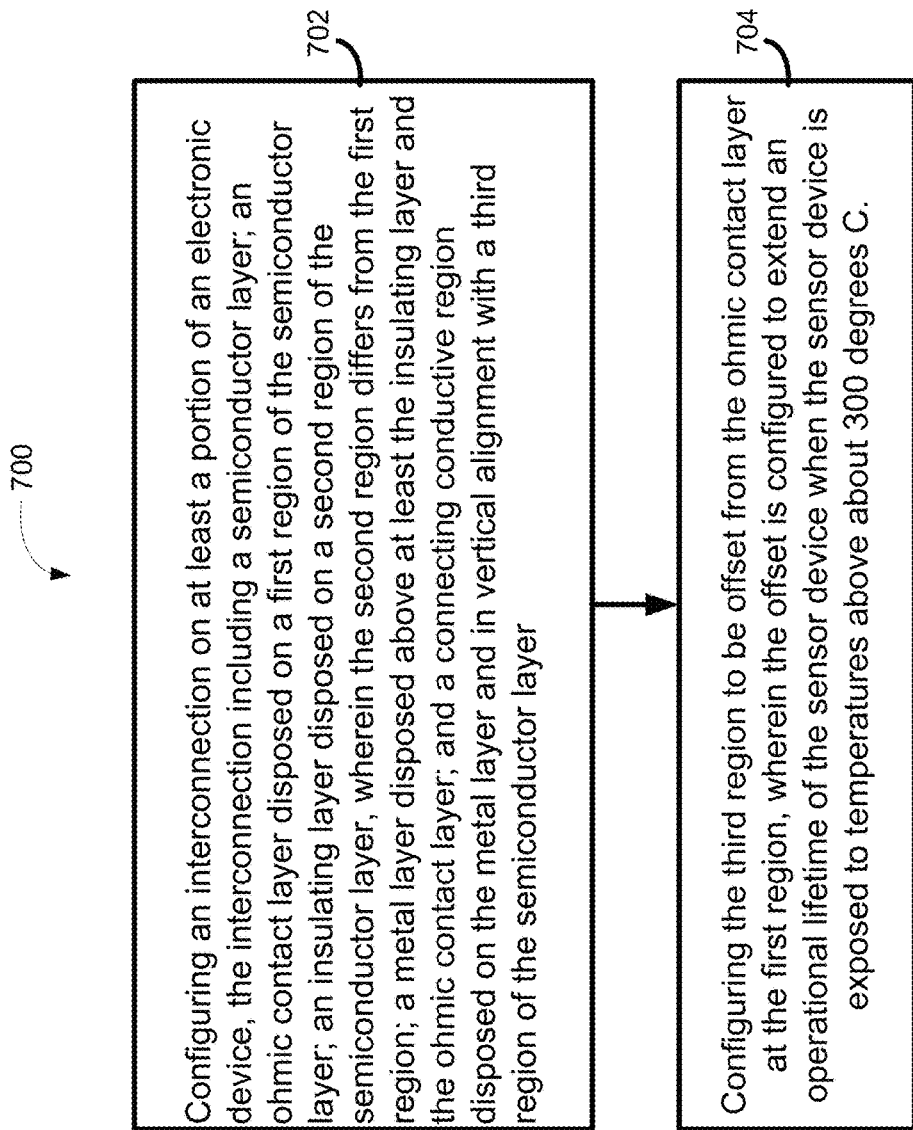 700
702
Configuring an interconnection on at least a portion of an electronic
device, the interconnection including a semiconductor layer; an
ohmic contact layer disposed on a first region of the semiconductor
layer; an insulating layer disposed on a second region of the
semiconductor layer, wherein the second region differs from the first
region; a metal layer disposed above at least the insulating layer and
the ohmic contact layer; and a connecting conductive region
disposed on the metal layer and in vertical alignment with a third
region of the semiconductor layer
704
Configuring the third region to be offset from the ohmic contact layer
at the first region, wherein the offset is configured to extend an
operational lifetime of the sensor device when the sensor device is
exposed to temperatures above about 300 degrees C.